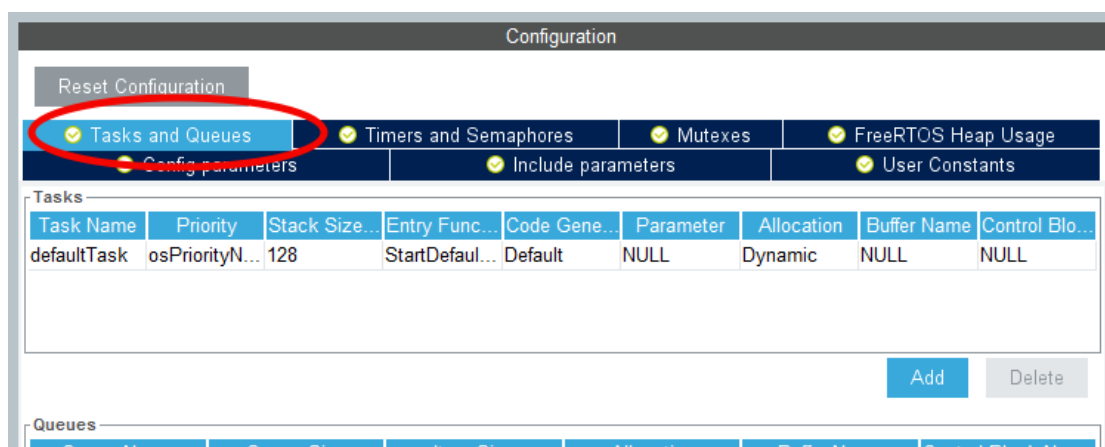 Configuration
Reset Configuration
Tasks and Queues Timers and Semaphores Mutexes FreeRTOS Heap Usage
Config parameters Include parameters User Constants
Tasks
Task Name Priority Stack Size... Entry Func... Code Gene... Parameter Allocation Buffer Name Control Blo...
defaultTask osPriorityN... 128 StartDefaul... Default NULL Dynamic NULL NULL
Add Delete
Queues